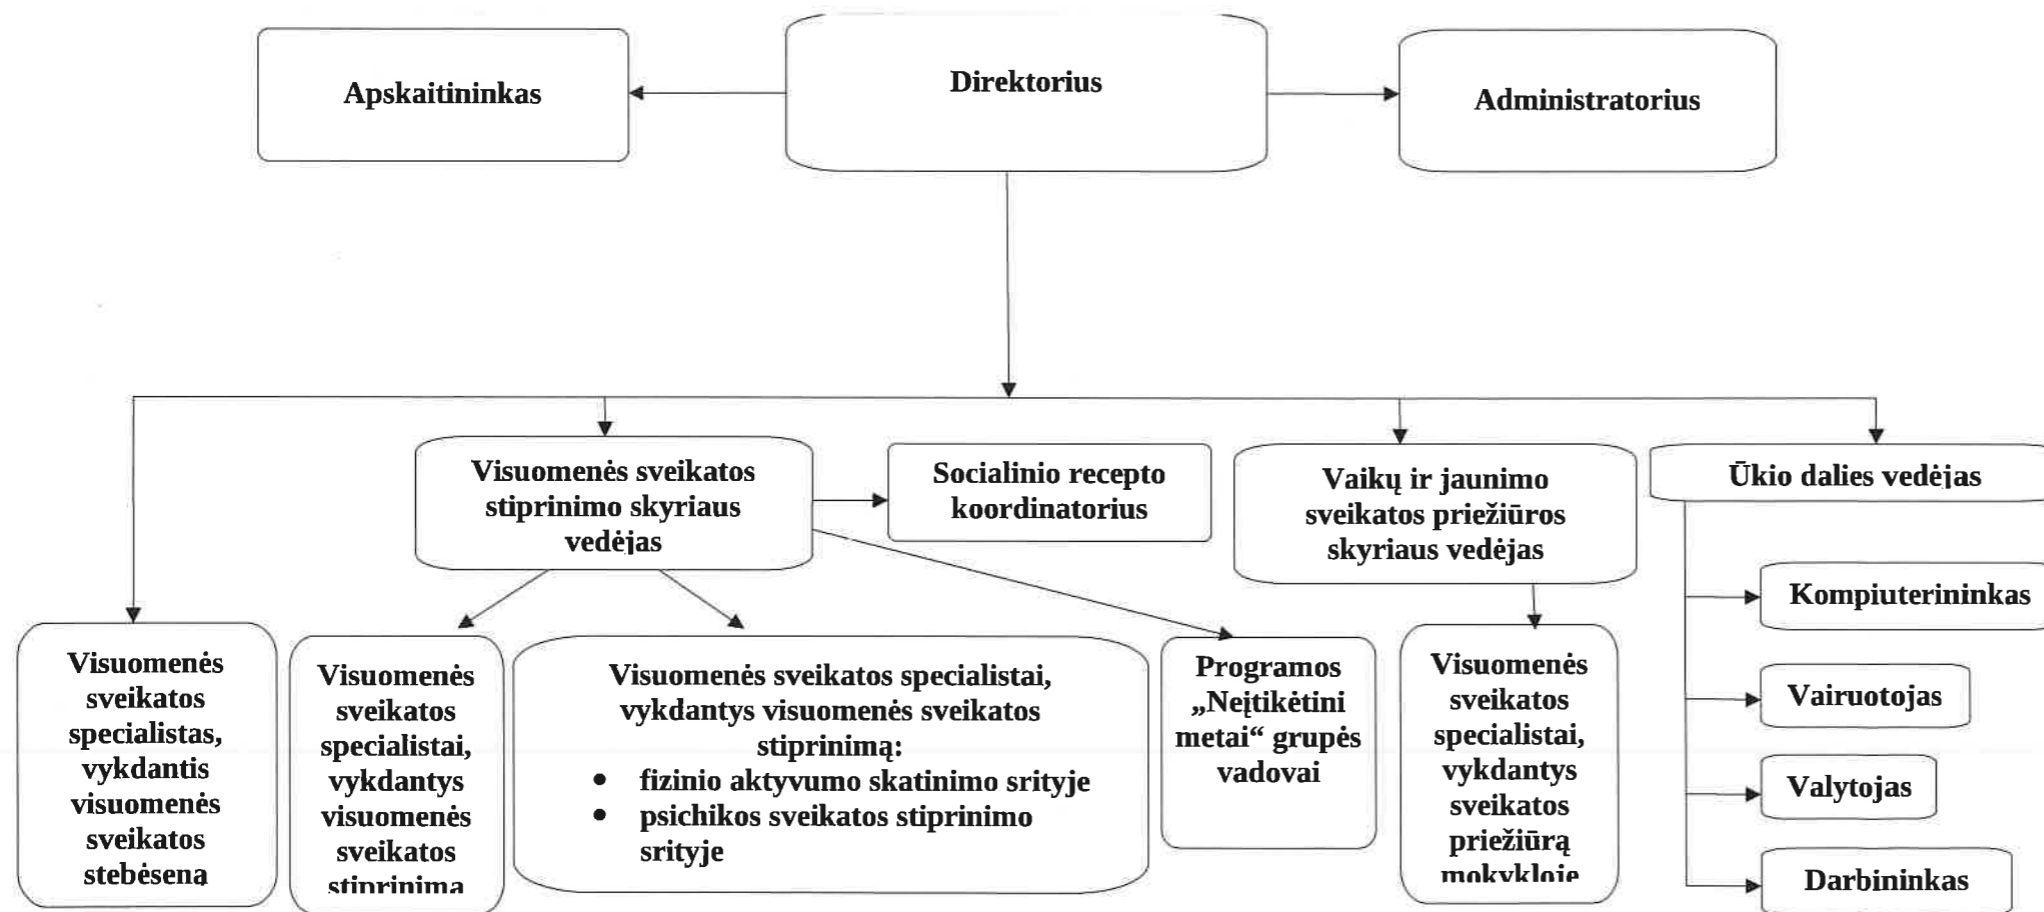 Apskaitininkas
Direktorius
Administratorius
Visuomenės sveikatos
stiprinimo skyriaus
vedėjas
Socialinio recepto
koordinatorius
Vaikų ir jaunimo
sveikatos priežiūros
skyriaus vedėjas
Ūkio dalies vedėjas
Kompiuterininkas
Vairuotojas
Valytojas
Darbininkas
Visuomenės
sveikatos
specialistas,
vykdantis
visuomenės
sveikatos
stebėseną
Visuomenės
sveikatos
specialistai,
vykdantys
visuomenės
sveikatos
stiprinimą
Visuomenės sveikatos specialistai,
vykdantys visuomenės sveikatos
stiprinimą:
• fizinio aktyvumo skatinimo srityje
• psichikos sveikatos stiprinimo
srityje
Programos
„Neįtikėtini
metai“ grupės
vadovai
Visuomenės
sveikatos
specialistai,
vykdantys
sveikatos
priežiūrą
mokykloje